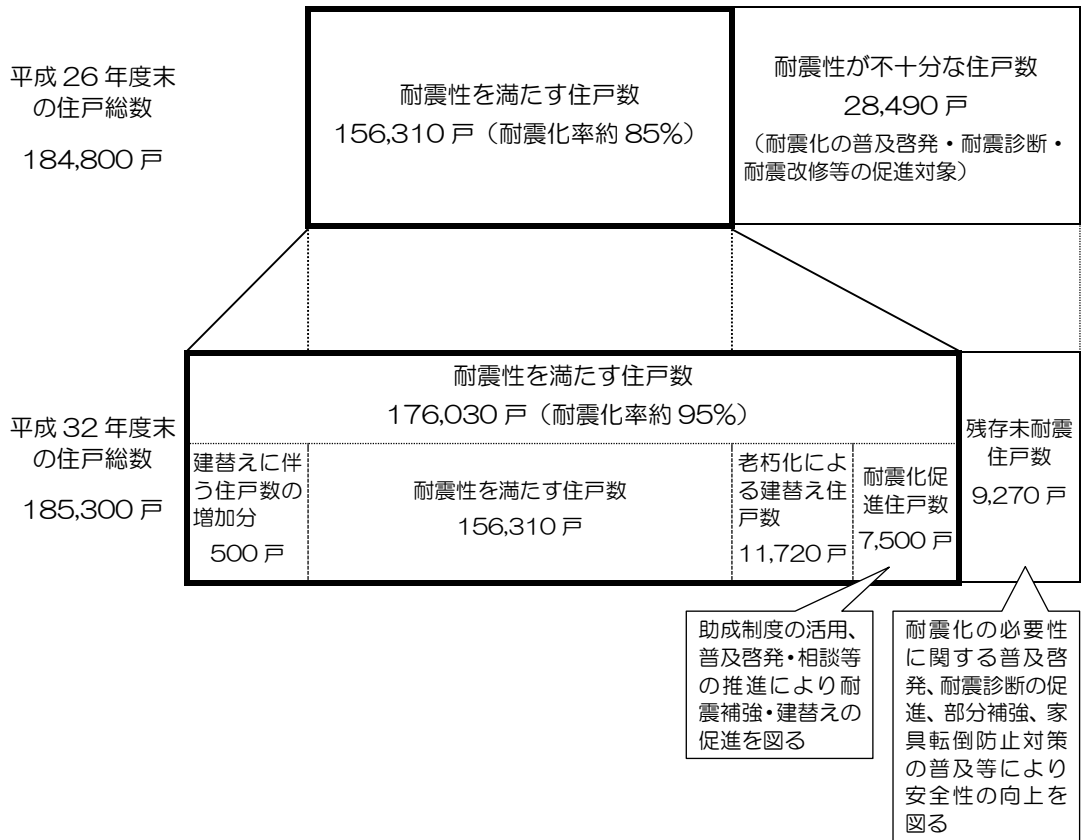 平成 26 年度末
の住戸総数
184,800 戸
耐震性を満たす住戸数
156,310 戸（耐震化率約 85%）
耐震性が不十分な住戸数
28,490 戸
（耐震化の普及啓発・耐震診断・
耐震改修等の促進対象）
平成 32 年度末
の住戸総数
185,300 戸
耐震性を満たす住戸数
176,030 戸（耐震化率約 95%）
建替えに伴
う住戸数の
増加分
500 戸
耐震性を満たす住戸数
156,310 戸
老朽化によ
る建替え住
戸数
11,720 戸
耐震化促
進住戸数
7,500 戸
残存未耐震
住戸数
9,270 戸
助成制度の活用、
普及啓発・相談等
の推進により耐
震補強・建替えの
促進を図る
耐震化の必要性
に関する普及啓
発、耐震診断の促
進、部分補強、家
具転倒防止対策
の普及等により
安全性の向上を
図る